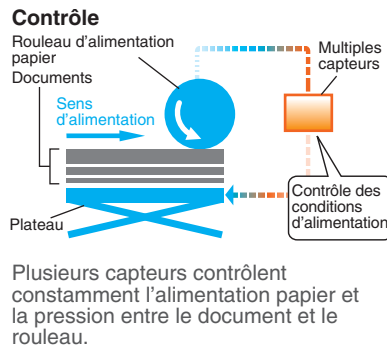 Contrôle
Rouleau d'alimentation
papier
Documents
Multiples
capteurs
Sens
d'alimentation
Contrôle des
conditions
d'alimentation
Plateau
Plusieurs capteurs contrôlent
constamment l'alimentation papier et
la pression entre le document et le
rouleau.